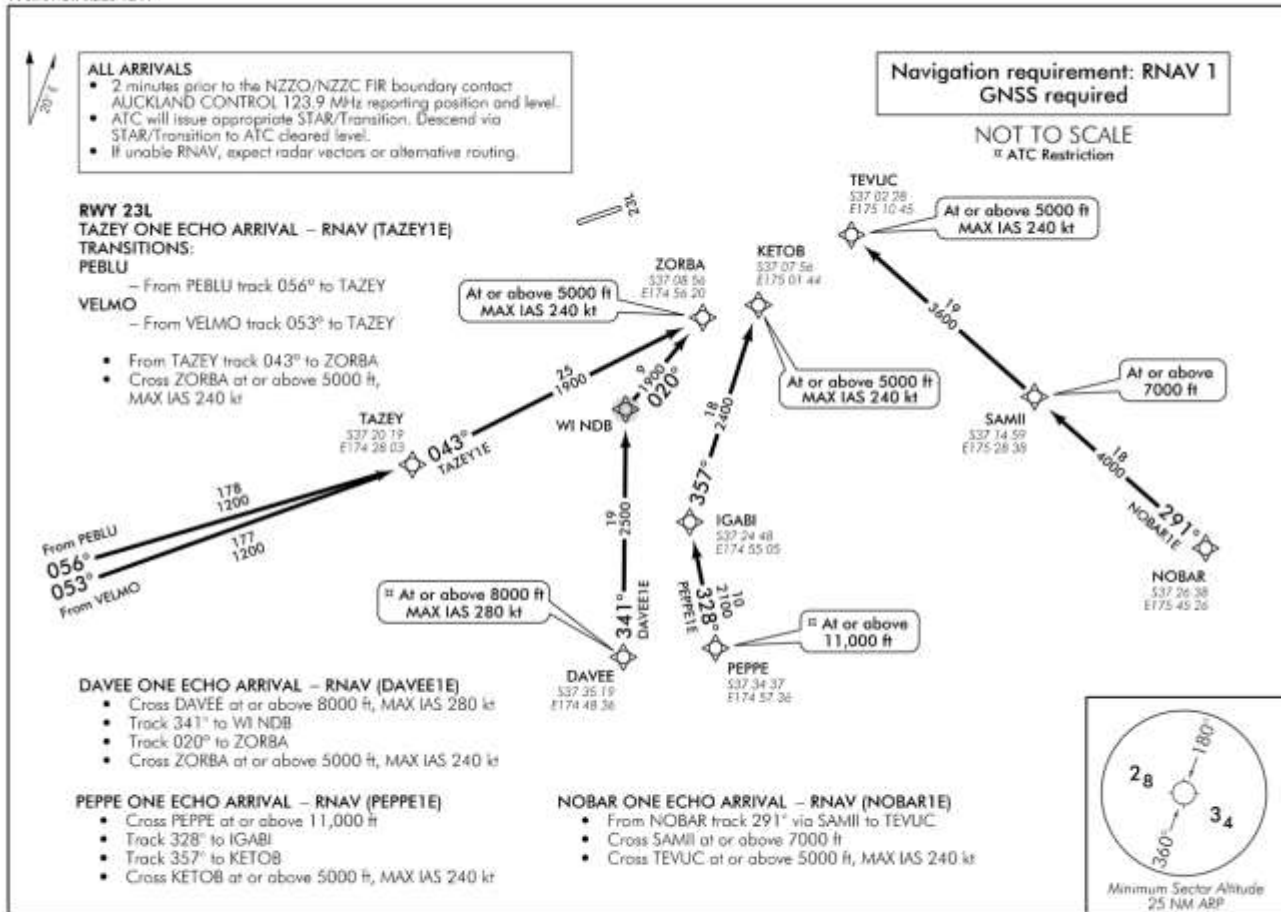 20° E
ALL ARRIVALS
• 2 minutes prior to the NZZO/NZZC FIR boundary contact
AUCKLAND CONTROL 123.9 MHz reporting position and level.
• ATC will issue appropriate STAR/Transition. Descend via
STAR/Transition to ATC cleared level.
• If unable RNAV, expect radar vectors or alternative routing.
Navigation requirement: RNAV 1
GNSS required
NOT TO SCALE
¤ ATC Restriction
RWY 23L
TAZEY ONE ECHO ARRIVAL – RNAV (TAZEY1E)
TRANSITIONS:
PEBLU
– From PEBLU track 056° to TAZEY
VELMO
– From VELMO track 053° to TAZEY
• From TAZEY track 043° to ZORBA
• Cross ZORBA at or above 5000 ft,
MAX IAS 240 kt
23L
TEVUC
S37 02 28
E175 10 45
At or above 5000 ft
MAX IAS 240 kt
KETOB
S37 07 56
E175 01 44
ZORBA
S37 08 56
E174 56 20
At or above 5000 ft
MAX IAS 240 kt
At or above 5000 ft
MAX IAS 240 kt
19
3600
At or above
7000 ft
SAMII
S37 14 59
E175 28 38
25
1900
9
1900
020°
WI NDB
18
2400
TAZEY
S37 20 19
E174 28 03
043°
TAZEY1E
357°
18
4000
291°
NOBAR1E
NOBAR
S37 26 38
E175 45 26
178
1200
177
1200
From PEBLU
056°
053°
From VELMO
19
2500
341°
DAVEE1E
IGABI
S37 24 48
E174 55 05
10
2100
328°
PEPPE1E
¤ At or above 8000 ft
MAX IAS 280 kt
¤ At or above
11,000 ft
DAVEE
S37 35 19
E174 48 36
PEPPE
S37 34 37
E174 57 36
DAVEE ONE ECHO ARRIVAL – RNAV (DAVEE1E)
• Cross DAVEE at or above 8000 ft, MAX IAS 280 kt
• Track 341° to WI NDB
• Track 020° to ZORBA
• Cross ZORBA at or above 5000 ft, MAX IAS 240 kt
PEPPE ONE ECHO ARRIVAL – RNAV (PEPPE1E)
• Cross PEPPE at or above 11,000 ft
• Track 328° to IGABI
• Track 357° to KETOB
• Cross KETOB at or above 5000 ft, MAX IAS 240 kt
NOBAR ONE ECHO ARRIVAL – RNAV (NOBAR1E)
• From NOBAR track 291° via SAMII to TEVUC
• Cross SAMII at or above 7000 ft
• Cross TEVUC at or above 5000 ft, MAX IAS 240 kt
180°
28
34
360°
Minimum Sector Altitude
25 NM ARP